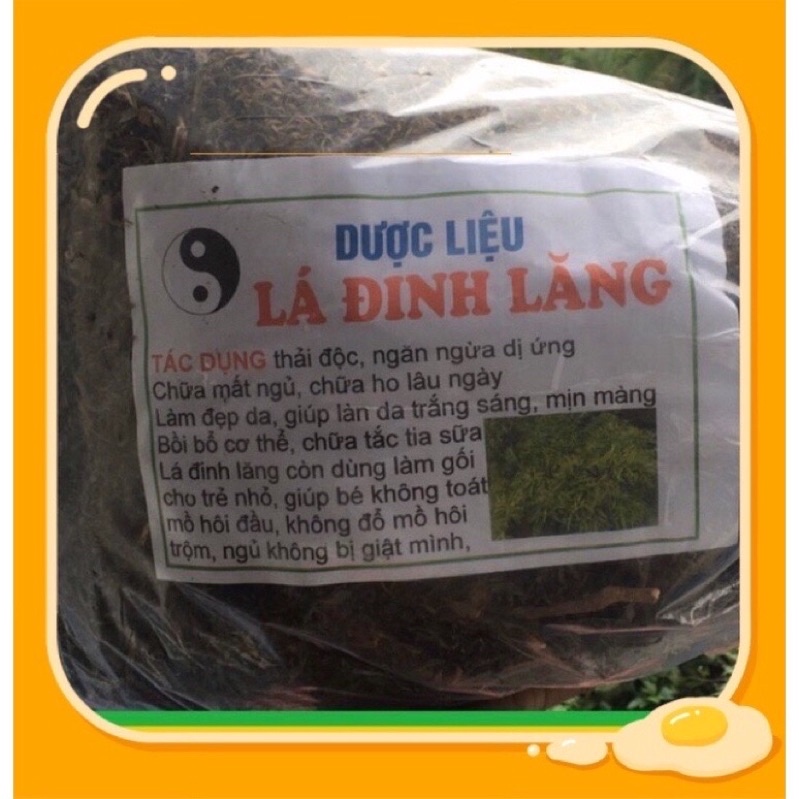 DƯỢC LIỆU
LÁ ĐINH LĂNG
TÁC DỤNG thải độc, ngăn ngừa dị ứng
Chữa mất ngủ, chữa ho lâu ngày
Làm đẹp da, giúp làn da trắng sáng, mịn màng
Bồi bổ cơ thể, chữa tắc tia sữa
Lá đinh lăng còn dùng làm gối
cho trẻ nhỏ, giúp bé không toát
mồ hôi đầu, không đổ mồ hôi
trộm, ngủ không bị giật mình,